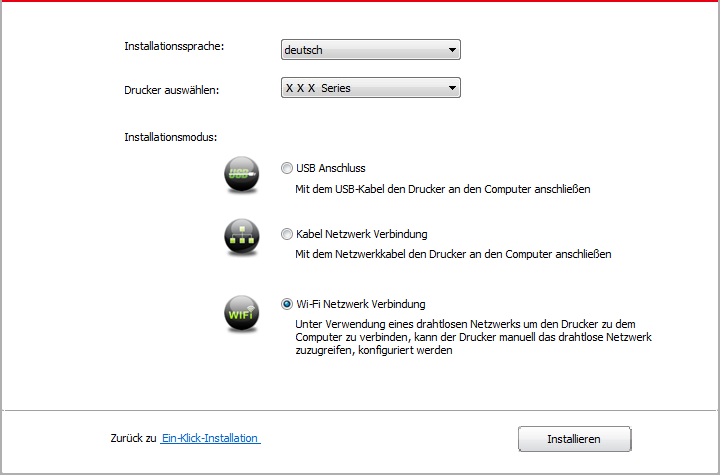 Installationssprache: deutsch
Drucker auswählen: X X X Series
Installationsmodus:
USB
USB Anschluss
Mit dem USB-Kabel den Drucker an den Computer anschließen
Kabel Netzwerk Verbindung
Mit dem Netzwerkkabel den Drucker an den Computer anschließen
WiFi
Wi-Fi Netzwerk Verbindung
Unter Verwendung eines drahtlosen Netzwerks um den Drucker zu dem
Computer zu verbinden, kann der Drucker manuell das drahtlose Netzwerk
zuzugreifen, konfiguriert werden
Zurück zu Ein-Klick-Installation Installieren